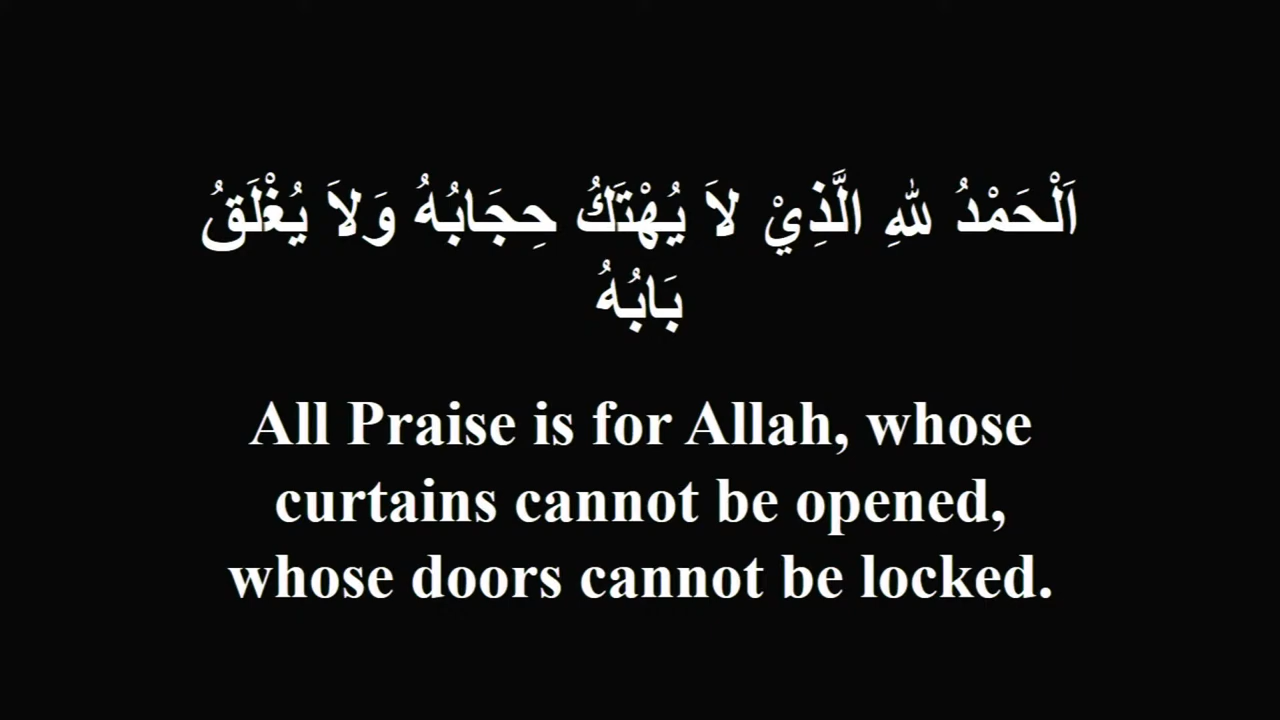 اَلْحَمْدُ للهِ الَّذِيْ لاَ يُهْتَكُ حِجَابُهُ وَلاَ يُغْلَقُ
بَابُهُ
All Praise is for Allah, whose
curtains cannot be opened,
whose doors cannot be locked.